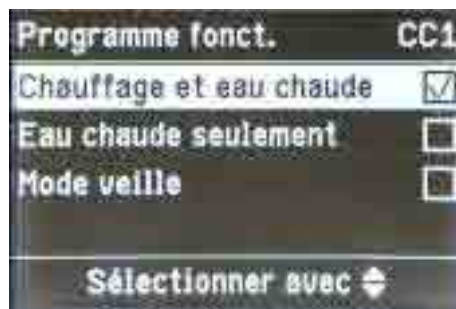 Programme fonct. CC1
Chauffage et eau chaude
Eau chaude seulement
Mode veille
Sélectionner avec